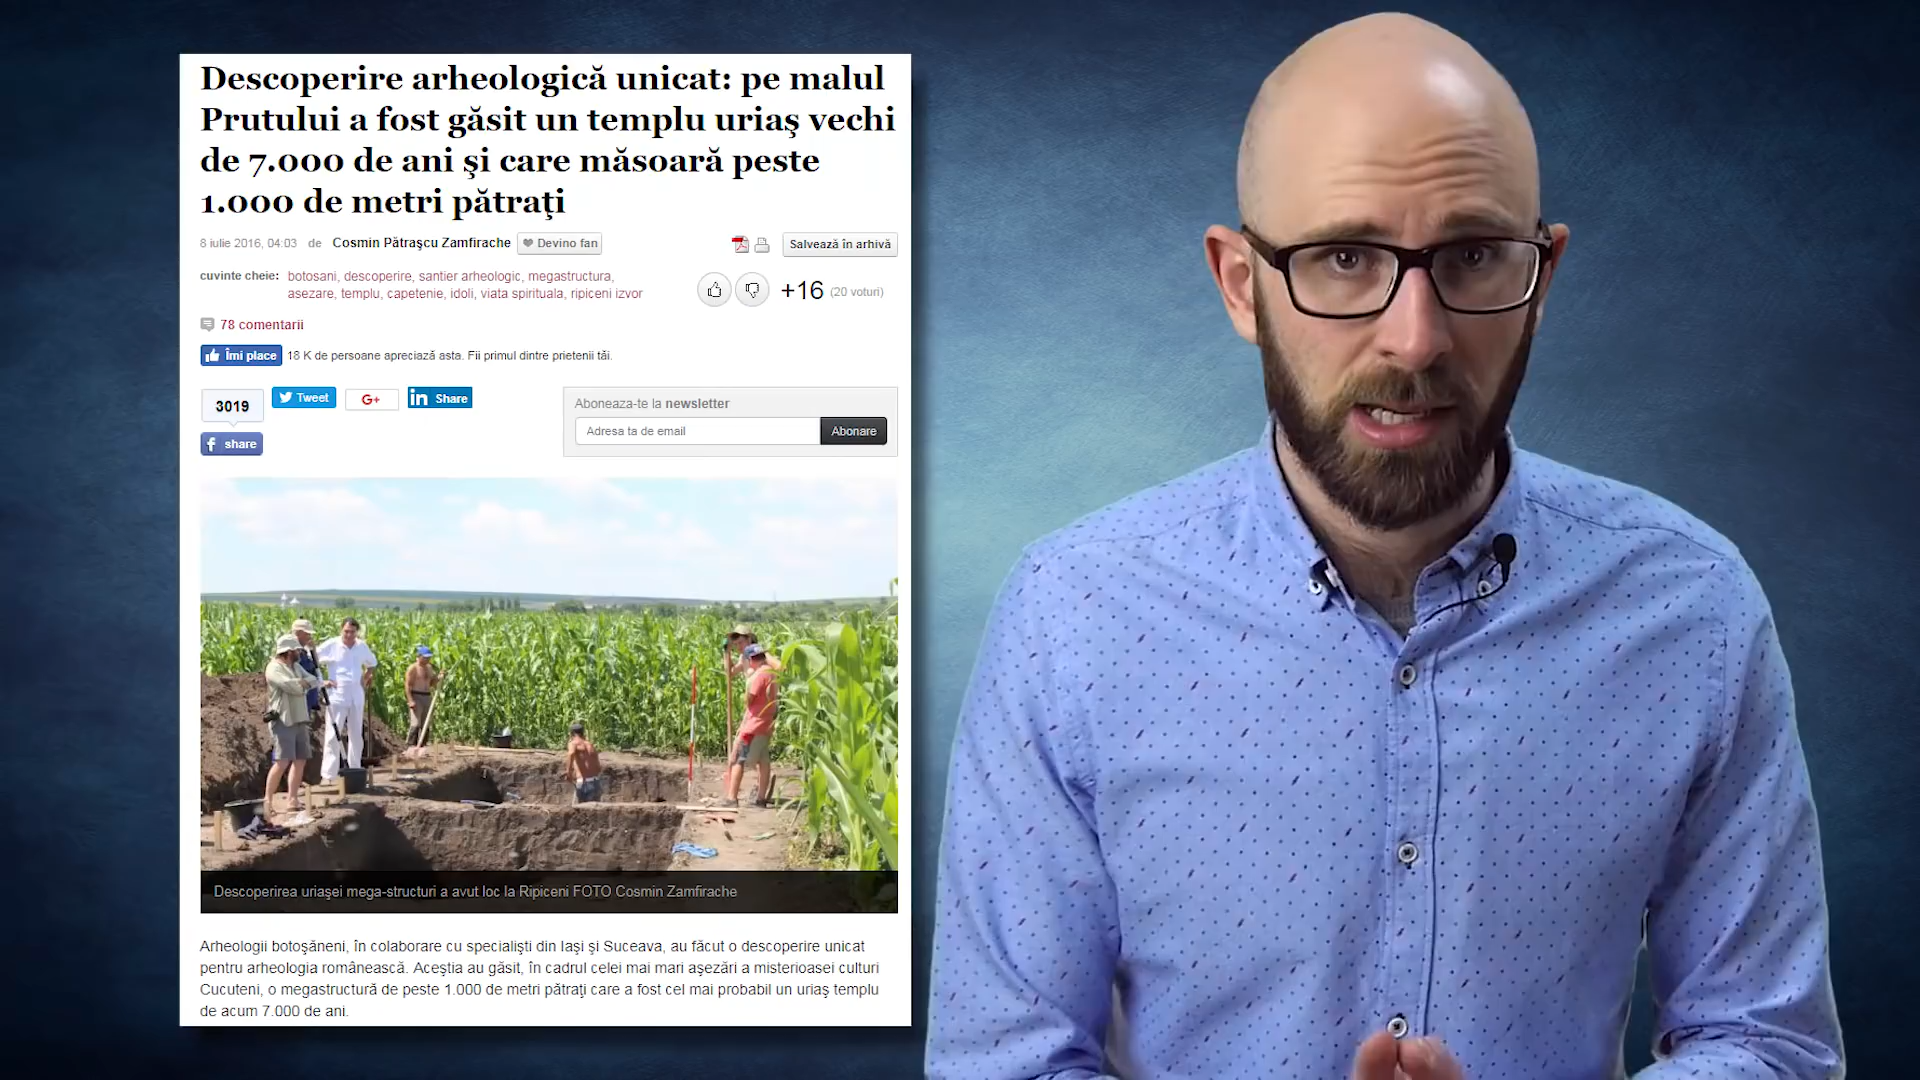 Descoperire arheologică unicat: pe malul
Prutului a fost găsit un templu uriaş vechi
de 7.000 de ani şi care măsoară peste
1.000 de metri pătraţi
8 iulie 2016, 04:03 de Cosmin Pătraşcu Zamfirache Devino fan Salvează în arhivă
cuvinte cheie: botosani, descoperire, santier arheologic, megastructura,
asezare, templu, capetenie, idoli, viata spirituala, ripiceni izvor
+16 (20 voturi)
78 comentarii
Îmi place 18 K de persoane apreciază asta. Fii primul dintre prietenii tăi.
3019 Tweet G+ in Share
f share
Aboneaza-te la newsletter
Adresa ta de email Abonare
Descoperirea uriaşei mega-structuri a avut loc la Ripiceni FOTO Cosmin Zamfirache
Arheologii botoşăneni, în colaborare cu specialişti din Iaşi şi Suceava, au făcut o descoperire unicat
pentru arheologia românească. Aceştia au găsit, în cadrul celei mai mari aşezări a misterioasei culturi
Cucuteni, o megastructură de peste 1.000 de metri pătraţi care a fost cel mai probabil un uriaş templu
de acum 7.000 de ani.